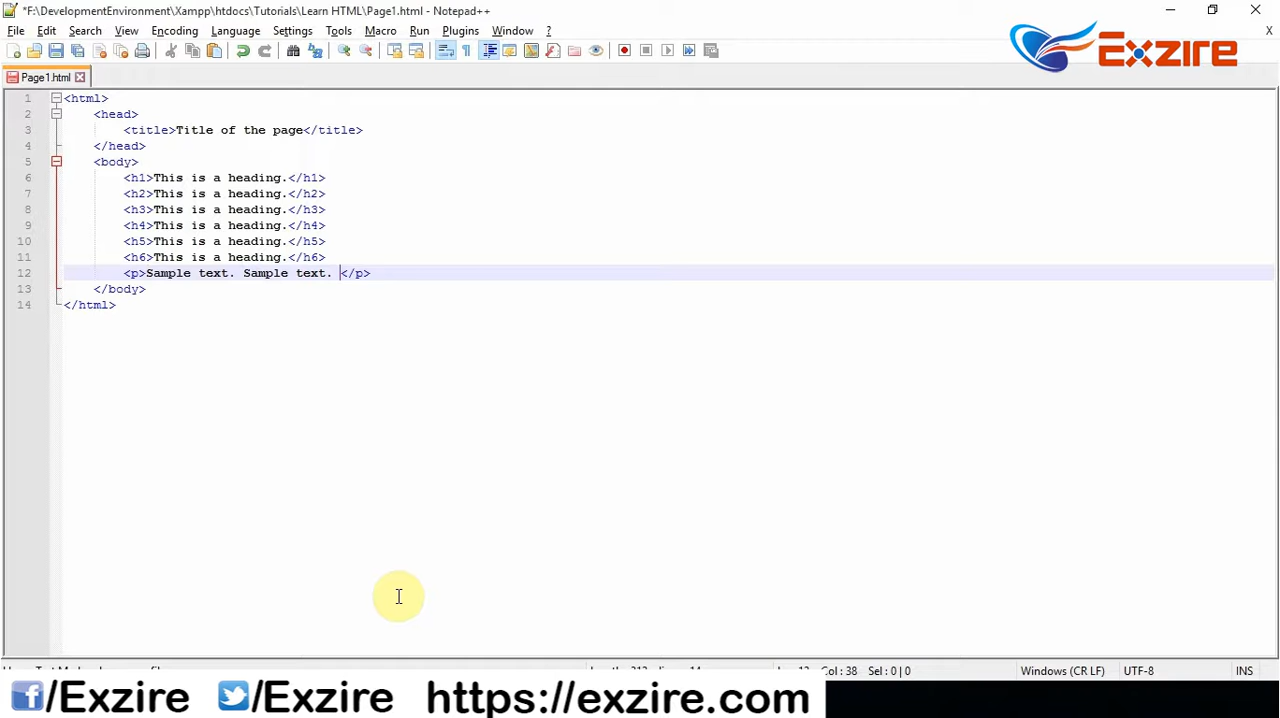 *F:\DevelopmentEnvironment\Xampp\htdocs\Tutorials\Learn HTML\Page1.html - Notepad++
File Edit Search View Encoding Language Settings Tools Macro Run Plugins Window ? X
Exzire
Page1.html
1 <html>
2 <head>
3 <title>Title of the page</title>
4 </head>
5 <body>
6 <h1>This is a heading.</h1>
7 <h2>This is a heading.</h2>
8 <h3>This is a heading.</h3>
9 <h4>This is a heading.</h4>
10 <h5>This is a heading.</h5>
11 <h6>This is a heading.</h6>
12 <p>Sample text. Sample text. </p>
13 </body>
14 </html>
Col : 38 Sel : 0 | 0 Windows (CR LF) UTF-8 INS
/Exzire /Exzire https://exzire.com